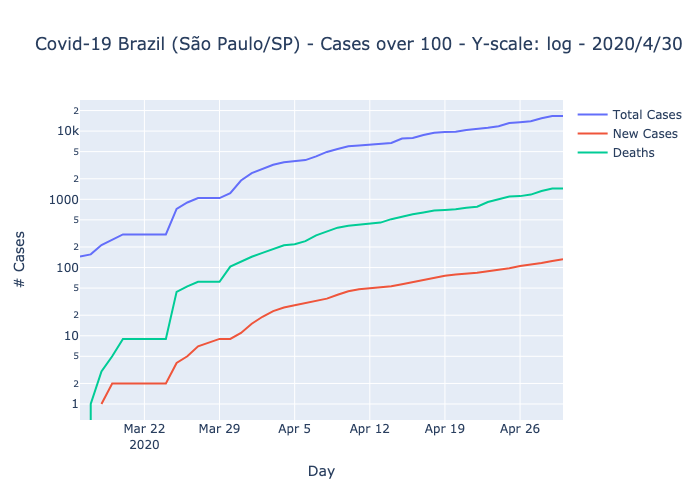 Covid-19 Brazil (São Paulo/SP) - Cases over 100 - Y-scale: log - 2020/4/30
Total Cases
New Cases
Deaths
# Cases
2
10k
5
2
1000
5
2
100
5
2
10
5
2
1
Mar 22
2020
Mar 29
Apr 5
Apr 12
Apr 19
Apr 26
Day